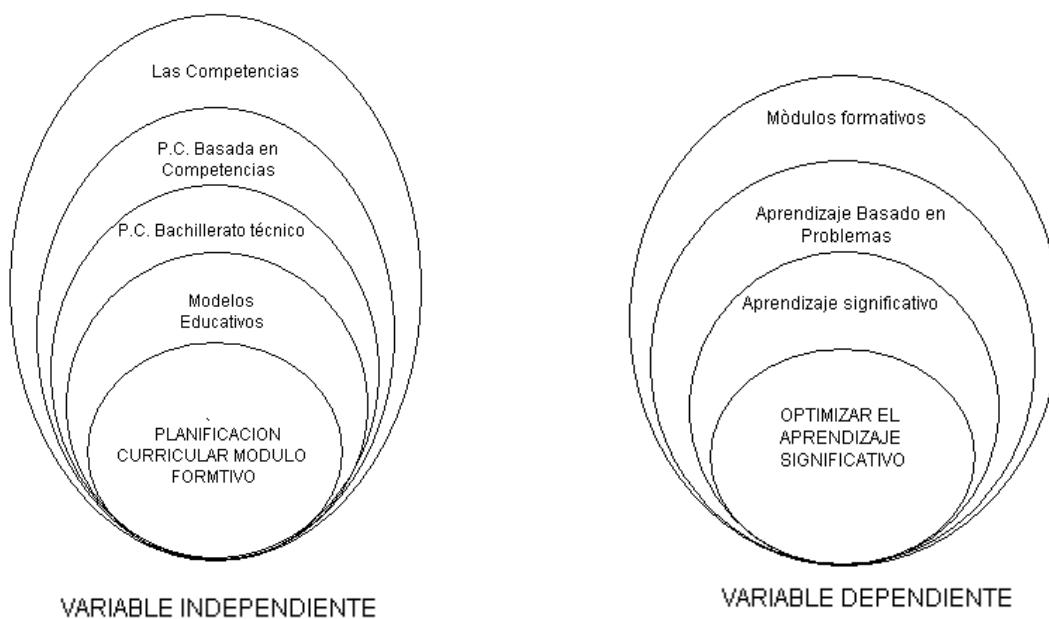 Las Competencias
P.C. Basada en
Competencias
P.C. Bachillerato técnico
Modelos
Educativos
PLANIFICACION
CURRICULAR MODULO
FORMTIVO
VARIABLE INDEPENDIENTE
Mòdulos formativos
Aprendizaje Basado en
Problemas
Aprendizaje significativo
OPTIMIZAR EL
APRENDIZAJE
SIGNIFICATIVO
VARIABLE DEPENDIENTE